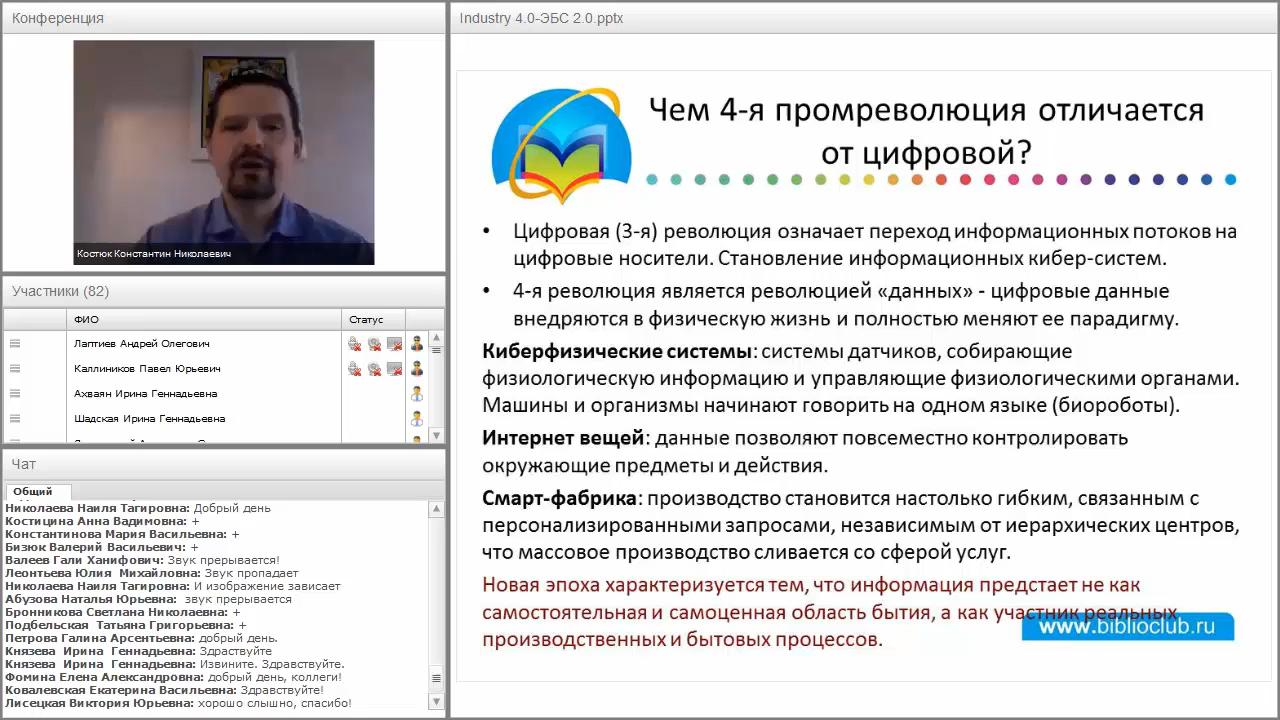 Конференция
Костюк Константин Николаевич
Участники (82)
ФИО
Статус
Лаптиев Андрей Олегович
Каллиников Павел Юрьевич
Ахваян Ирина Геннадьевна
Шадская Ирина Геннадьевна
Чат
Общий
Николаева Наиля Тагировна: Добрый день
Костицина Анна Вадимовна: +
Константинова Мария Васильевна: +
Бизюк Валерий Васильевич: +
Валеев Гали Ханифович: Звук прерывается!
Леонтьева Юлия Михайловна: Звук пропадает
Николаева Наиля Тагировна: И изображение зависает
Абузова Наталья Юрьевна: звук прерывается
Бронникова Светлана Николаевна: +
Подбельская Татьяна Григорьевна: +
Петрова Галина Арсентьевна: добрый день.
Князева Ирина Геннадьевна: Здраствуйте
Князева Ирина Геннадьевна: Извините. Здравствуйте.
Фомина Елена Александровна: добрый день, коллеги!
Ковалевская Екатерина Васильевна: Здравствуйте!
Лисецкая Виктория Юрьевна: хорошо слышно, спасибо!
Industry 4.0-ЭБС 2.0.pptx
Чем 4-я промреволюция отличается
от цифровой?
• Цифровая (3-я) революция означает переход информационных потоков на
цифровые носители. Становление информационных кибер-систем.
• 4-я революция является революцией «данных» - цифровые данные
внедряются в физическую жизнь и полностью меняют ее парадигму.
Киберфизические системы: системы датчиков, собирающие
физиологическую информацию и управляющие физиологическими органами.
Машины и организмы начинают говорить на одном языке (биороботы).
Интернет вещей: данные позволяют повсеместно контролировать
окружающие предметы и действия.
Смарт-фабрика: производство становится настолько гибким, связанным с
персонализированными запросами, независимым от иерархических центров,
что массовое производство сливается со сферой услуг.
Новая эпоха характеризуется тем, что информация предстает не как
самостоятельная и самоценная область бытия, а как участник реальных
производственных и бытовых процессов.
www.biblioclub.ru